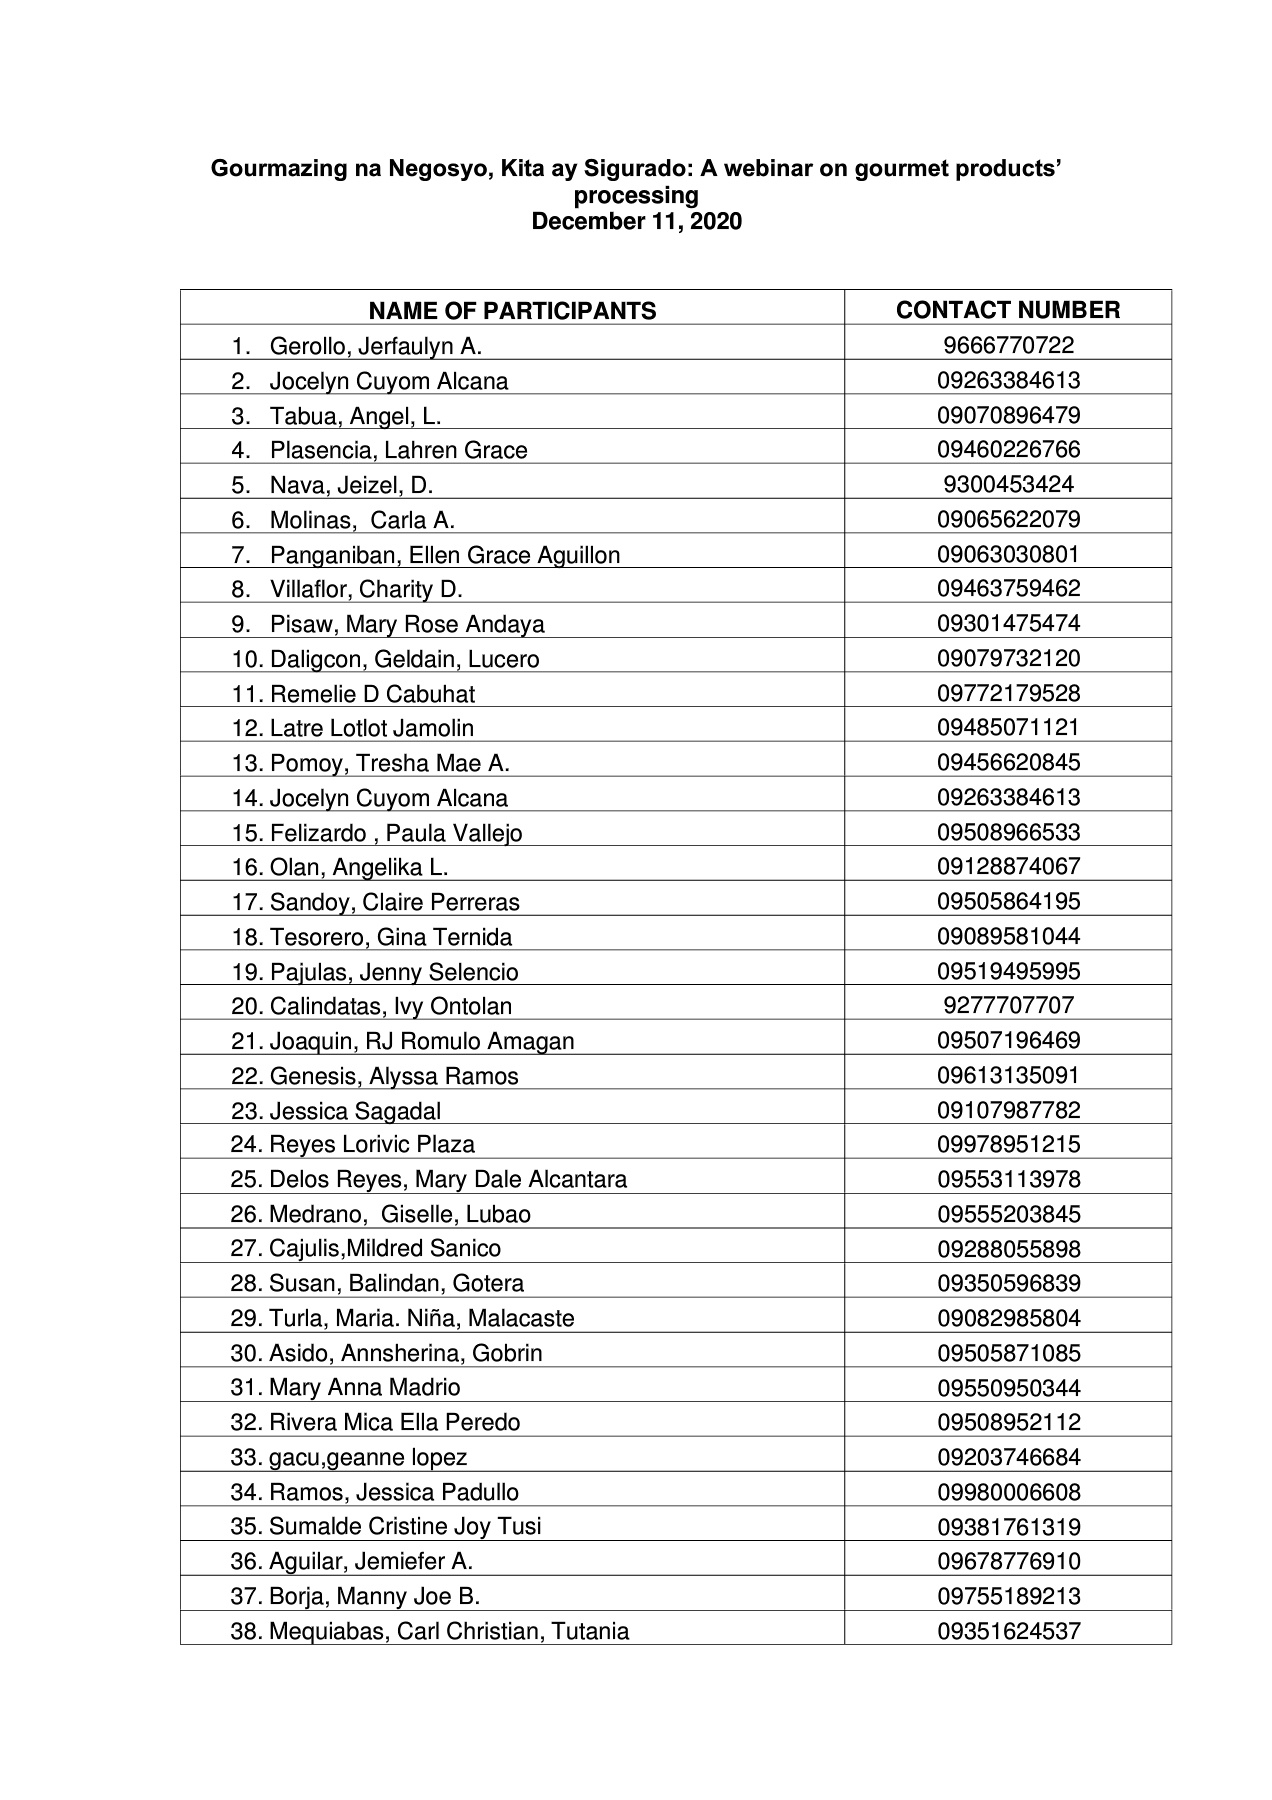 Gourmazing na Negosyo, Kita ay Sigurado: A webinar on gourmet products’
processing
December 11, 2020
NAME OF PARTICIPANTS CONTACT NUMBER
1. Gerollo, Jerfaulyn A. 9666770722
2. Jocelyn Cuyom Alcana 09263384613
3. Tabua, Angel, L. 09070896479
4. Plasencia, Lahren Grace 09460226766
5. Nava, Jeizel, D. 9300453424
6. Molinas,  Carla A. 09065622079
7. Panganiban, Ellen Grace Aguillon 09063030801
8. Villaflor, Charity D. 09463759462
9. Pisaw, Mary Rose Andaya 09301475474
10. Daligcon, Geldain, Lucero 09079732120
11. Remelie D Cabuhat 09772179528
12. Latre Lotlot Jamolin 09485071121
13. Pomoy, Tresha Mae A. 09456620845
14. Jocelyn Cuyom Alcana 09263384613
15. Felizardo , Paula Vallejo 09508966533
16. Olan, Angelika L. 09128874067
17. Sandoy, Claire Perreras 09505864195
18. Tesorero, Gina Ternida 09089581044
19. Pajulas, Jenny Selencio 09519495995
20. Calindatas, Ivy Ontolan 9277707707
21. Joaquin, RJ Romulo Amagan 09507196469
22. Genesis, Alyssa Ramos 09613135091
23. Jessica Sagadal 09107987782
24. Reyes Lorivic Plaza 09978951215
25. Delos Reyes, Mary Dale Alcantara 09553113978
26. Medrano,  Giselle, Lubao 09555203845
27. Cajulis,Mildred Sanico 09288055898
28. Susan, Balindan, Gotera 09350596839
29. Turla, Maria. Niña, Malacaste 09082985804
30. Asido, Annsherina, Gobrin 09505871085
31. Mary Anna Madrio 09550950344
32. Rivera Mica Ella Peredo 09508952112
33. gacu,geanne lopez 09203746684
34. Ramos, Jessica Padullo 09980006608
35. Sumalde Cristine Joy Tusi 09381761319
36. Aguilar, Jemiefer A. 09678776910
37. Borja, Manny Joe B. 09755189213
38. Mequiabas, Carl Christian, Tutania 09351624537